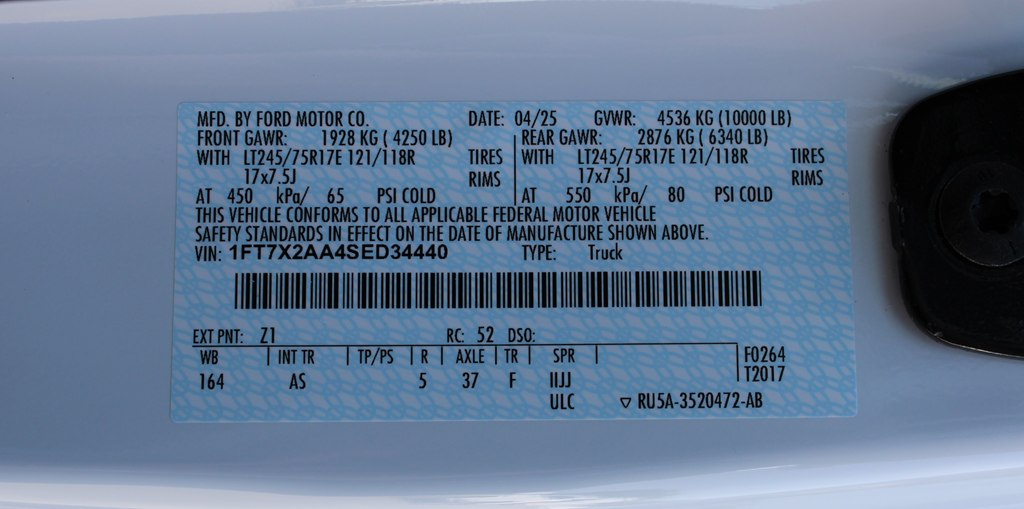 MFD. BY FORD MOTOR CO. DATE: 04/25 GVWR: 4536 KG (10000 LB)
FRONT GAWR: 1928 KG ( 4250 LB) REAR GAWR: 2876 KG ( 6340 LB)
WITH LT245/75R17E 121/118R TIRES WITH LT245/75R17E 121/118R TIRES
17x7.5J RIMS 17x7.5J RIMS
AT 450 kPa/ 65 PSI COLD AT 550 kPa/ 80 PSI COLD
THIS VEHICLE CONFORMS TO ALL APPLICABLE FEDERAL MOTOR VEHICLE
SAFETY STANDARDS IN EFFECT ON THE DATE OF MANUFACTURE SHOWN ABOVE.
VIN: 1FT7X2AA4SED34440 TYPE: Truck
EXT PNT: Z1 RC: 52 DSO:
WB INT TR TP/PS R AXLE TR SPR F0264
164 AS 5 37 F IIJJ T2017
ULC ▽ RU5A-3520472-AB